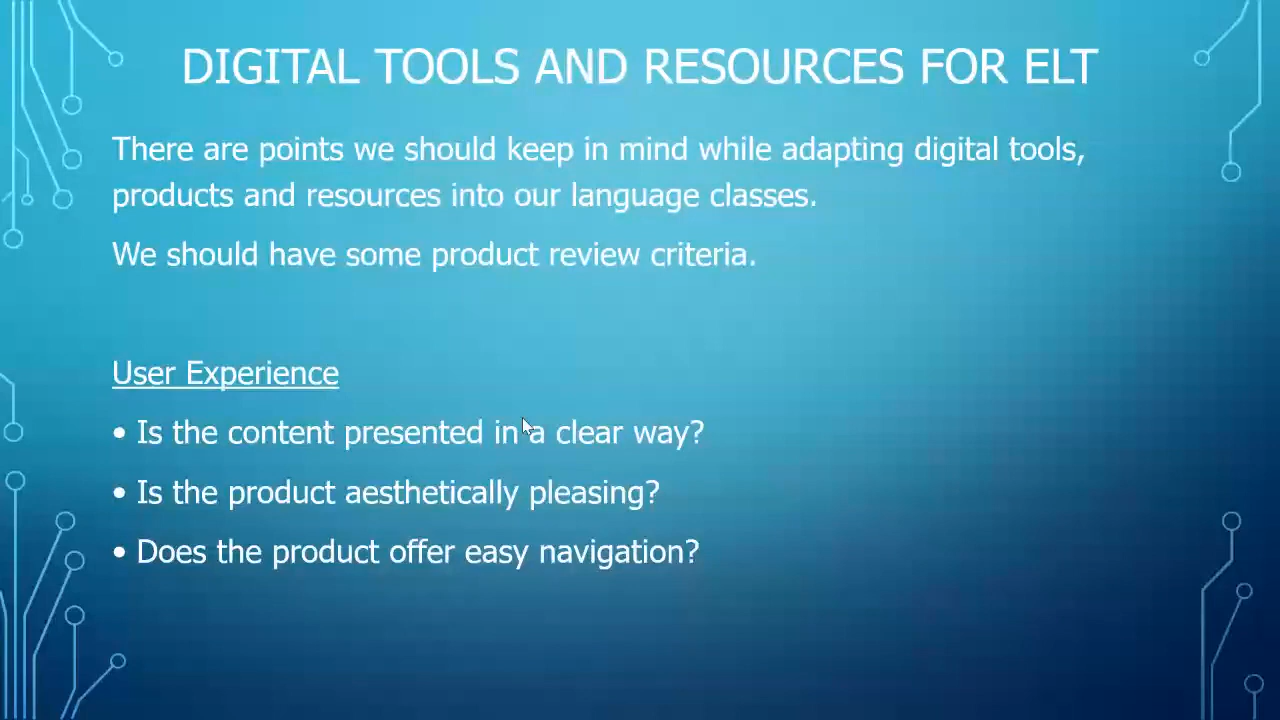 DIGITAL TOOLS AND RESOURCES FOR ELT
There are points we should keep in mind while adapting digital tools,
products and resources into our language classes.
We should have some product review criteria.
User Experience
• Is the content presented in a clear way?
• Is the product aesthetically pleasing?
• Does the product offer easy navigation?